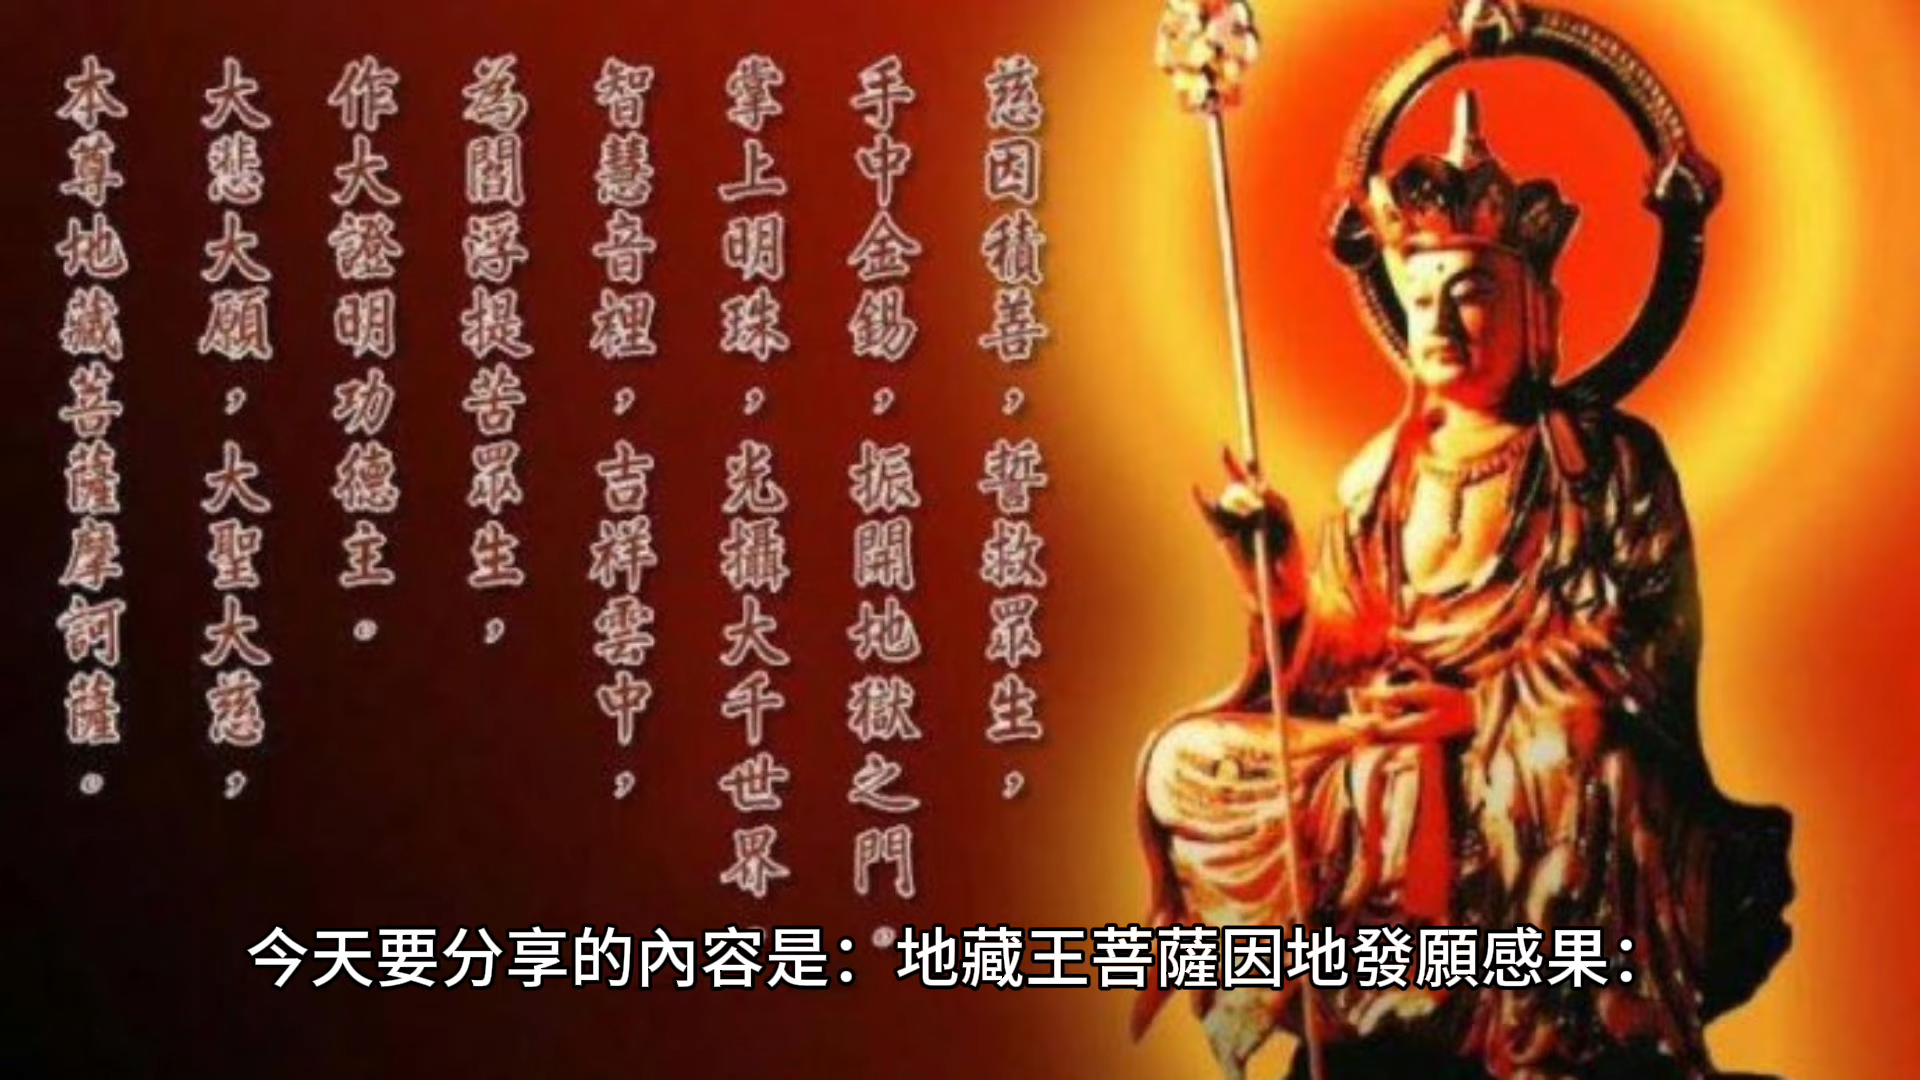 慈因積善，誓救眾生，
手中金錫，振開地獄之門。
掌上明珠，光攝大千世界。
智慧音裡，吉祥雲中，
為閻浮提苦眾生，
作大證明功德主。
大悲大願，大聖大慈，
本尊地藏菩薩摩訶薩。
今天要分享的內容是：地藏王菩薩因地發願感果：